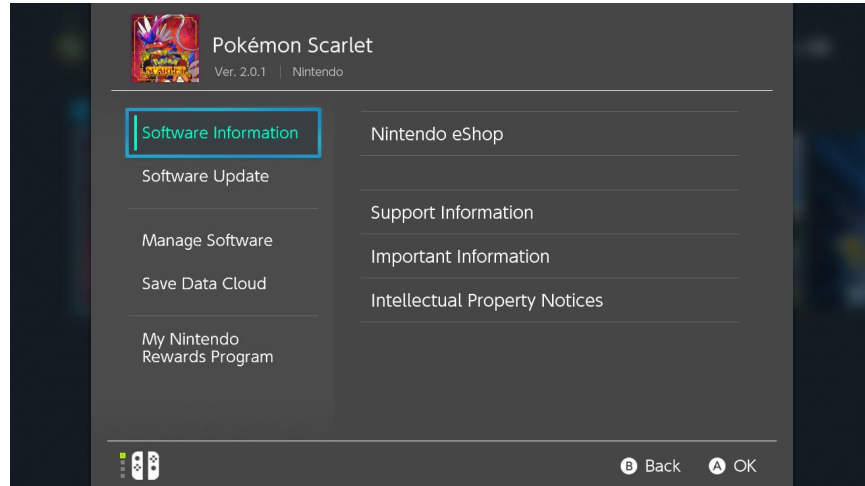 Pokémon Scarlet
Ver. 2.0.1 | Nintendo
Software Information
Software Update
Manage Software
Save Data Cloud
My Nintendo
Rewards Program
Nintendo eShop
Support Information
Important Information
Intellectual Property Notices
B Back A OK